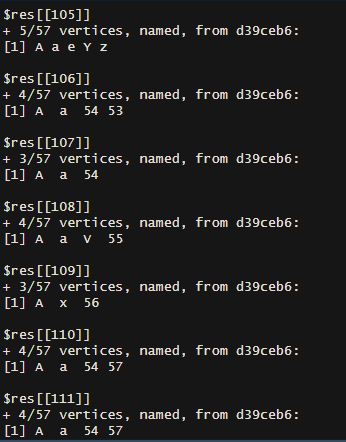 $res[[105]]
+ 5/57 vertices, named, from d39ceb6:
[1] A a e Y z
$res[[106]]
+ 4/57 vertices, named, from d39ceb6:
[1] A  a  54 53
$res[[107]]
+ 3/57 vertices, named, from d39ceb6:
[1] A  a  54
$res[[108]]
+ 4/57 vertices, named, from d39ceb6:
[1] A  a  V  55
$res[[109]]
+ 3/57 vertices, named, from d39ceb6:
[1] A  x  56
$res[[110]]
+ 4/57 vertices, named, from d39ceb6:
[1] A  a  54 57
$res[[111]]
+ 4/57 vertices, named, from d39ceb6:
[1] A  a  54 57